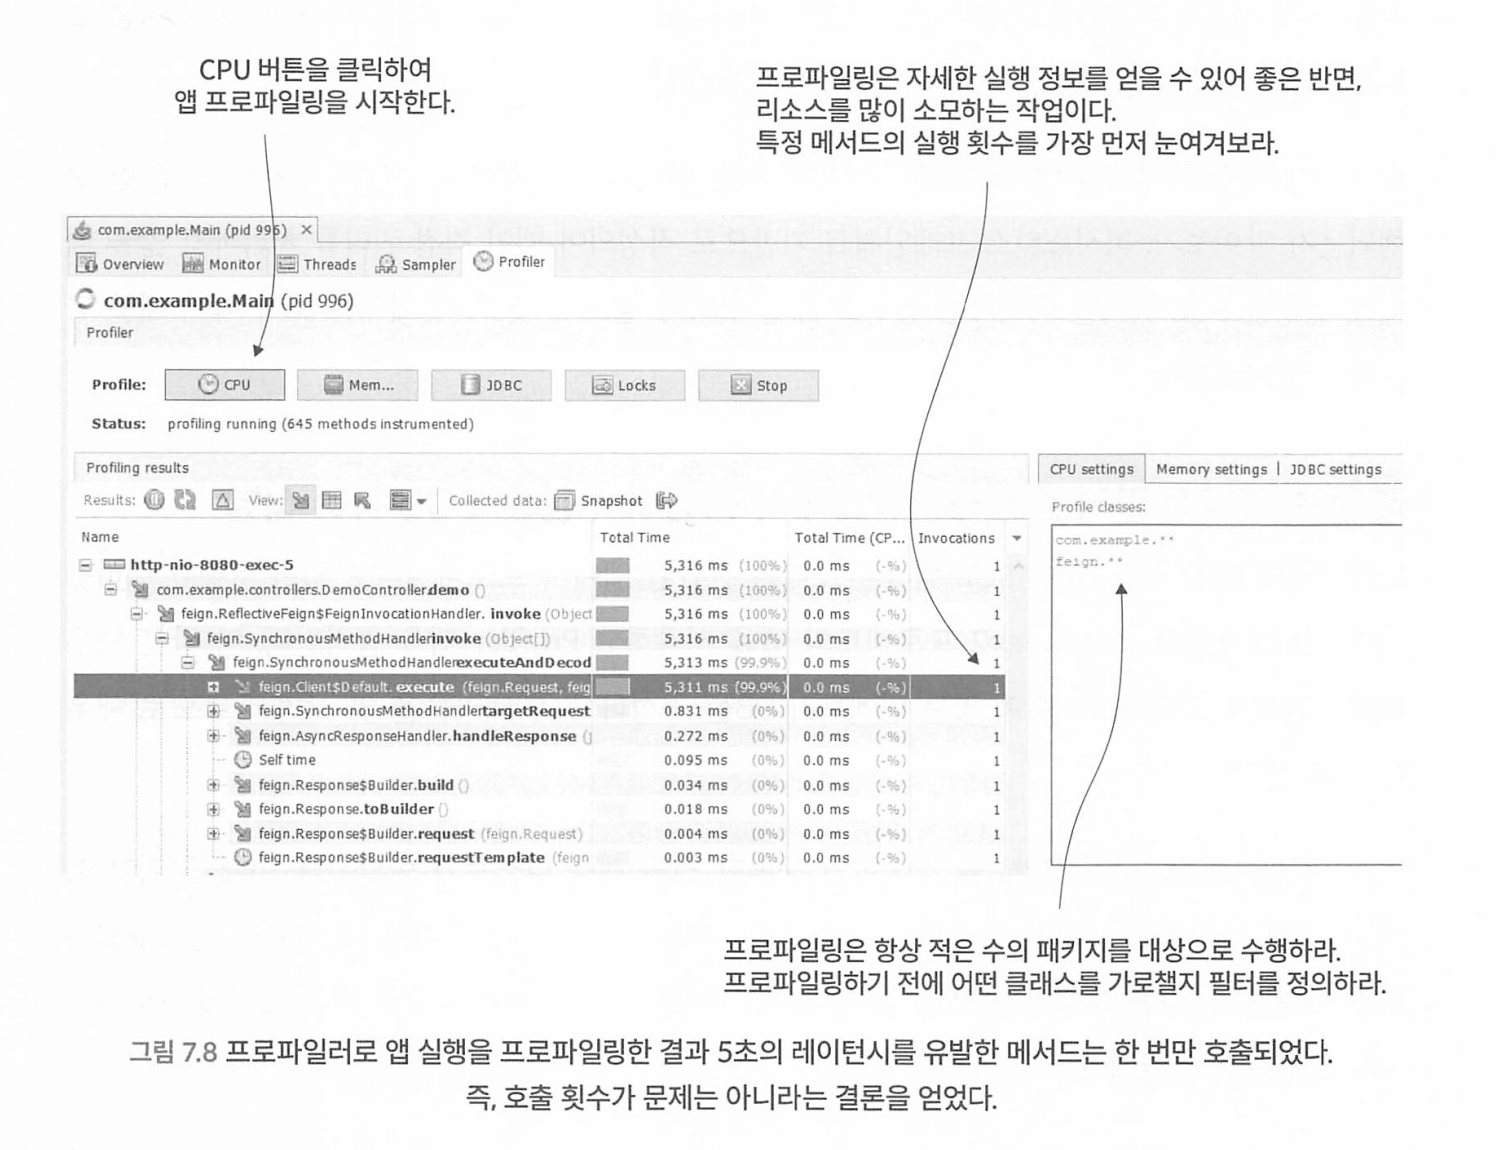 CPU 버튼을 클릭하여
앱 프로파일링을 시작한다.
프로파일링은 자세한 실행 정보를 얻을 수 있어 좋은 반면,
리소스를 많이 소모하는 작업이다.
특정 메서드의 실행 횟수를 가장 먼저 눈여겨보라.
com.example.Main (pid 996) ×
Overview Monitor Threads Sampler Profiler
com.example.Main (pid 996)
Profiler
Profile: CPU Mem... JDBC Locks Stop
Status: profiling running (645 methods instrumented)
Profiling results
CPU settings Memory settings | JDBC settings
Results: View: Collected data: Snapshot
Profile classes:
com.example.**
feign.**
Name Total Time Total Time (CP... Invocations
http-nio-8080-exec-5 5,316 ms (100%) 0.0 ms (-%) 1
com.example.controllers.DemoController.demo () 5,316 ms (100%) 0.0 ms (-%) 1
feign.ReflectiveFeign$FeignInvocationHandler. invoke (Object 5,316 ms (100%) 0.0 ms (-%) 1
feign.SynchronousMethodHandlerinvoke (Object[]) 5,316 ms (100%) 0.0 ms (-%) 1
feign.SynchronousMethodHandlerexecuteAndDecod 5,313 ms (99.9%) 0.0 ms (-%) 1
feign.Client$Default. execute (feign.Request, feig 5,311 ms (99.9%) 0.0 ms (-%) 1
feign.SynchronousMethodHandlertargetRequest 0.831 ms (0%) 0.0 ms (-%) 1
feign.AsyncResponseHandler.handleResponse (j 0.272 ms (0%) 0.0 ms (-%) 1
Self time 0.095 ms (0%) 0.0 ms (-%) 1
feign.Response$Builder.build () 0.034 ms (0%) 0.0 ms (-%) 1
feign.Response.toBuilder () 0.018 ms (0%) 0.0 ms (-%) 1
feign.Response$Builder.request (feign.Request) 0.004 ms (0%) 0.0 ms (-%) 1
feign.Response$Builder.requestTemplate (feign 0.003 ms (0%) 0.0 ms (-%) 1
프로파일링은 항상 적은 수의 패키지를 대상으로 수행하라.
프로파일링하기 전에 어떤 클래스를 가로챌지 필터를 정의하라.
그림 7.8 프로파일러로 앱 실행을 프로파일링한 결과 5초의 레이턴시를 유발한 메서드는 한 번만 호출되었다.
즉, 호출 횟수가 문제는 아니라는 결론을 얻었다.